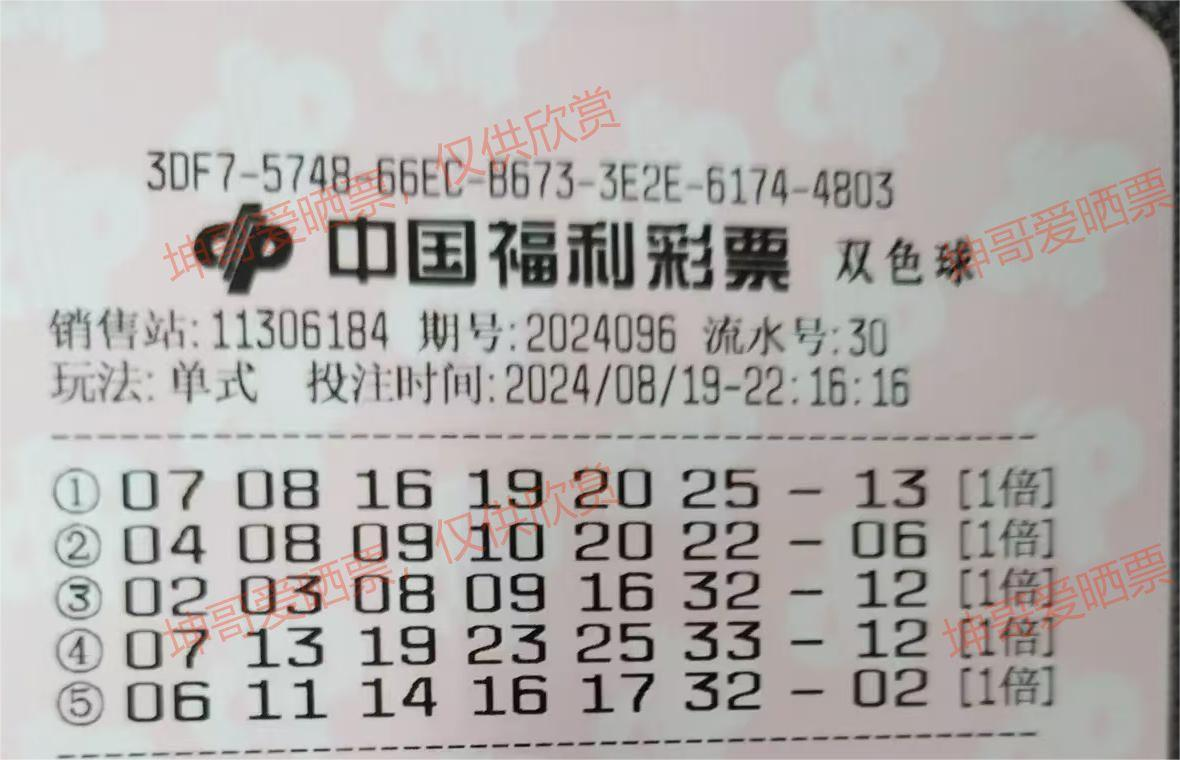 坤哥爱晒票,仅供欣赏
坤哥爱晒票
3DF7-5748-66EC-B673-3E2E-6174-4803
中国福利彩票 双色球
销售站:11306184 期号:2024096 流水号:30
玩法:单式 投注时间:2024/08/19-22:16:16
① 07 08 16 19 20 25 - 13 [1倍]
② 04 08 09 10 20 22 - 06 [1倍]
③ 02 03 08 09 16 32 - 12 [1倍]
④ 07 13 19 23 25 33 - 12 [1倍]
⑤ 06 11 14 16 17 32 - 02 [1倍]
坤哥爱晒票,仅供欣赏
坤哥爱晒票